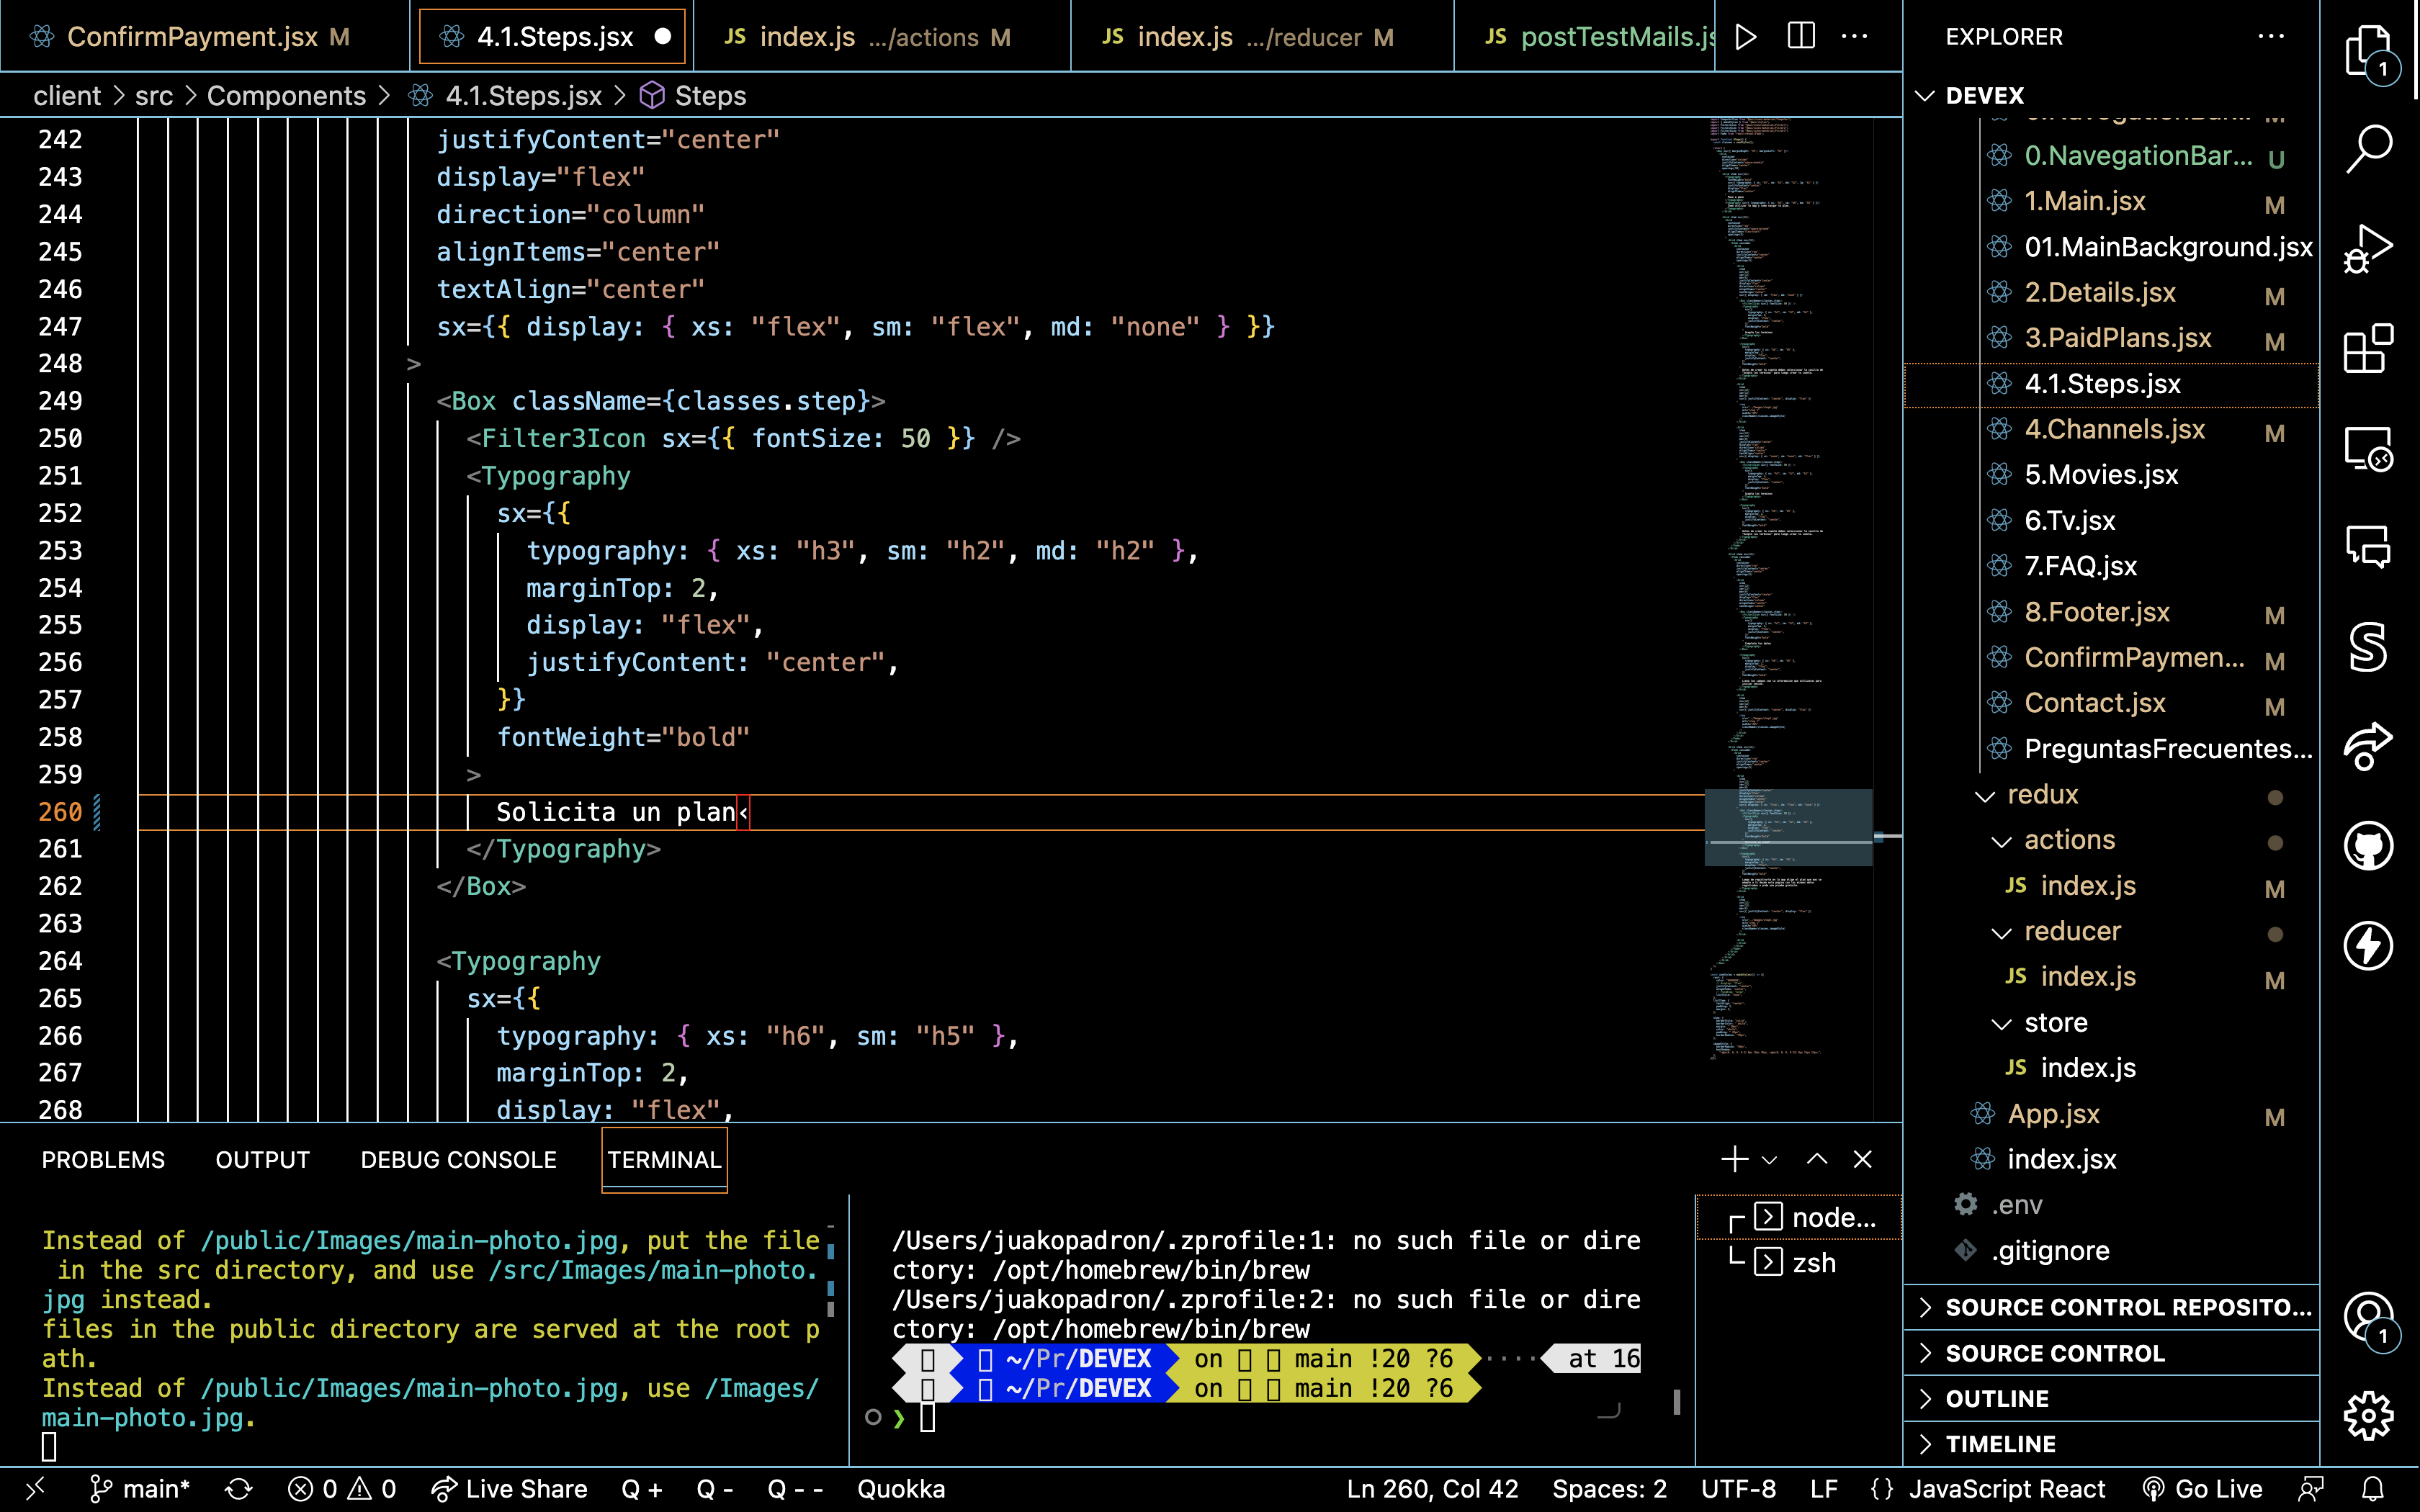 ConfirmPayment.jsx M
4.1.Steps.jsx
JS index.js .../actions M
JS index.js .../reducer M
JS postTestMails.js
client > src > Components > 4.1.Steps.jsx > Steps
242 justifyContent="center"
243 display="flex"
244 direction="column"
245 alignItems="center"
246 textAlign="center"
247 sx={{ display: { xs: "flex", sm: "flex", md: "none" } }}
248 >
249 <Box className={classes.step}>
250 <Filter3Icon sx={{ fontSize: 50 }} />
251 <Typography
252 sx={{
253 typography: { xs: "h3", sm: "h2", md: "h2" },
254 marginTop: 2,
255 display: "flex",
256 justifyContent: "center",
257 }}
258 fontWeight="bold"
259 >
260 Solicita un plan‹
261 </Typography>
262 </Box>
263
264 <Typography
265 sx={{
266 typography: { xs: "h6", sm: "h5" },
267 marginTop: 2,
268 display: "flex",
PROBLEMS OUTPUT DEBUG CONSOLE TERMINAL
Instead of /public/Images/main-photo.jpg, put the file
in the src directory, and use /src/Images/main-photo.
jpg instead.
files in the public directory are served at the root p
ath.
Instead of /public/Images/main-photo.jpg, use /Images/
main-photo.jpg.
/Users/juakopadron/.zprofile:1: no such file or dire
ctory: /opt/homebrew/bin/brew
/Users/juakopadron/.zprofile:2: no such file or dire
ctory: /opt/homebrew/bin/brew
~/Pr/DEVEX on main !20 ?6 ···· at 16
~/Pr/DEVEX on main !20 ?6
❯
node...
zsh
EXPLORER
DEVEX
0.NavegationBar... U
1.Main.jsx M
01.MainBackground.jsx
2.Details.jsx M
3.PaidPlans.jsx M
4.1.Steps.jsx
4.Channels.jsx M
5.Movies.jsx
6.Tv.jsx
7.FAQ.jsx
8.Footer.jsx M
ConfirmPaymen... M
Contact.jsx M
PreguntasFrecuentes...
redux
actions
JS index.js M
reducer
JS index.js M
store
JS index.js
App.jsx M
index.jsx
.env
.gitignore
SOURCE CONTROL REPOSITO...
SOURCE CONTROL
OUTLINE
TIMELINE
1
1
main* 0 0 Live Share Q + Q - Q - - Quokka Ln 260, Col 42 Spaces: 2 UTF-8 LF {} JavaScript React Go Live